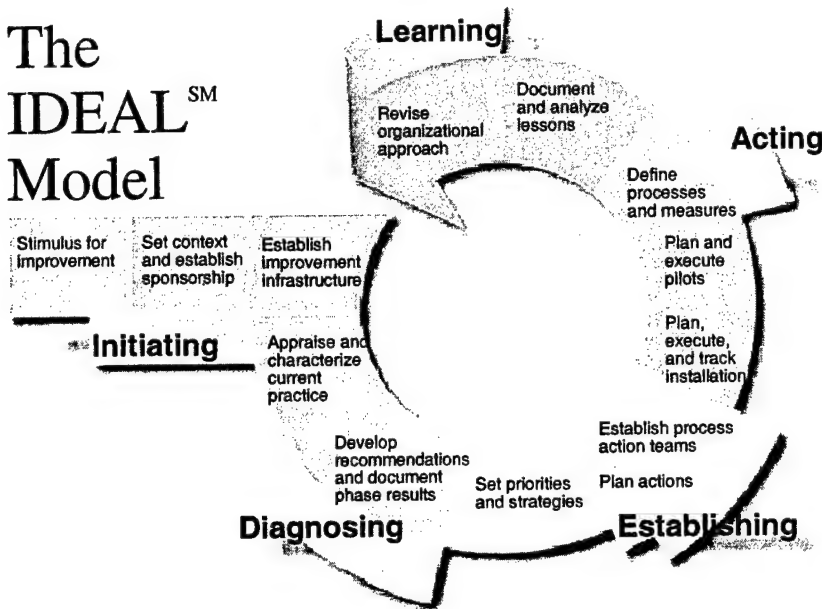 The
IDEAL SM
Model
Learning
Revise
organizational
approach
Document
and analyze
lessons
Acting
Define
processes
and measures
Plan and
execute
pilots
Plan,
execute,
and track
installation
Stimulus for
improvement
Set context
and establish
sponsorship
Establish
improvement
infrastructure
Initiating
Appraise and
characterize
current
practice
Develop
recommendations
and document
phase results
Diagnosing
Set priorities
and strategies
Establish process
action teams
Plan actions
Establishing